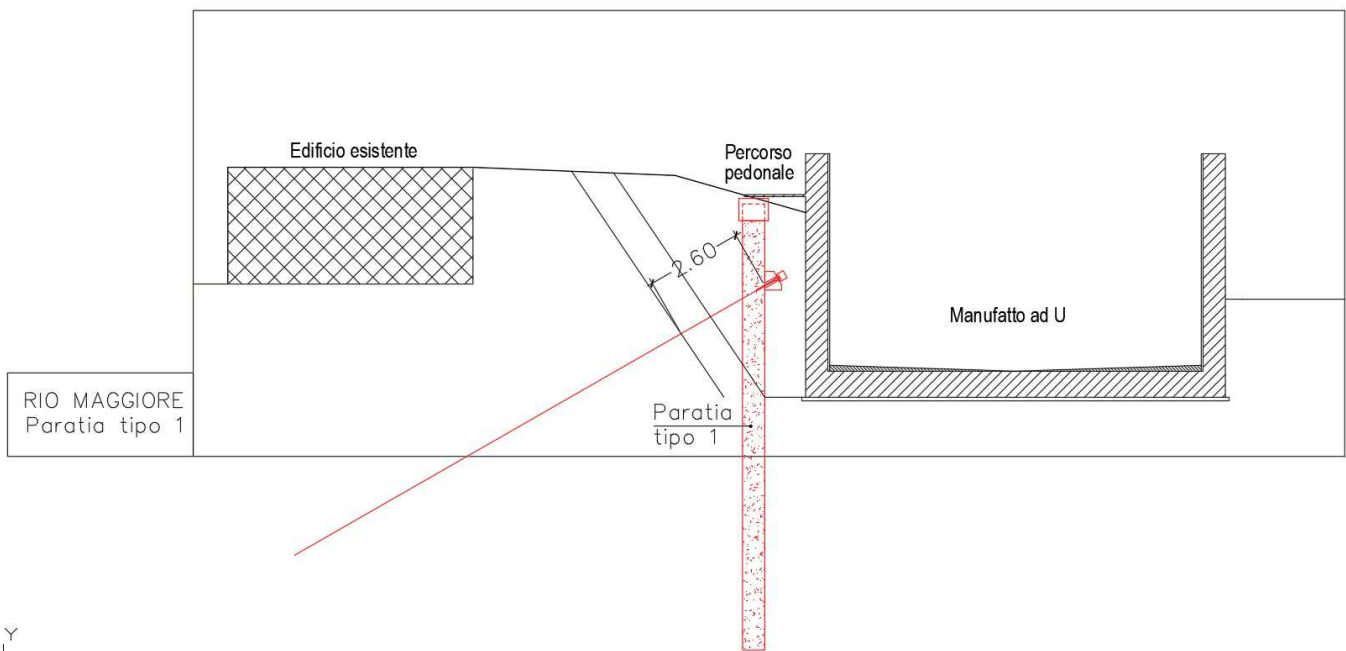 Edificio esistente
Percorso
pedonale
2.60
Manufatto ad U
RIO MAGGIORE
Paratia tipo 1
Paratia
tipo 1
Y